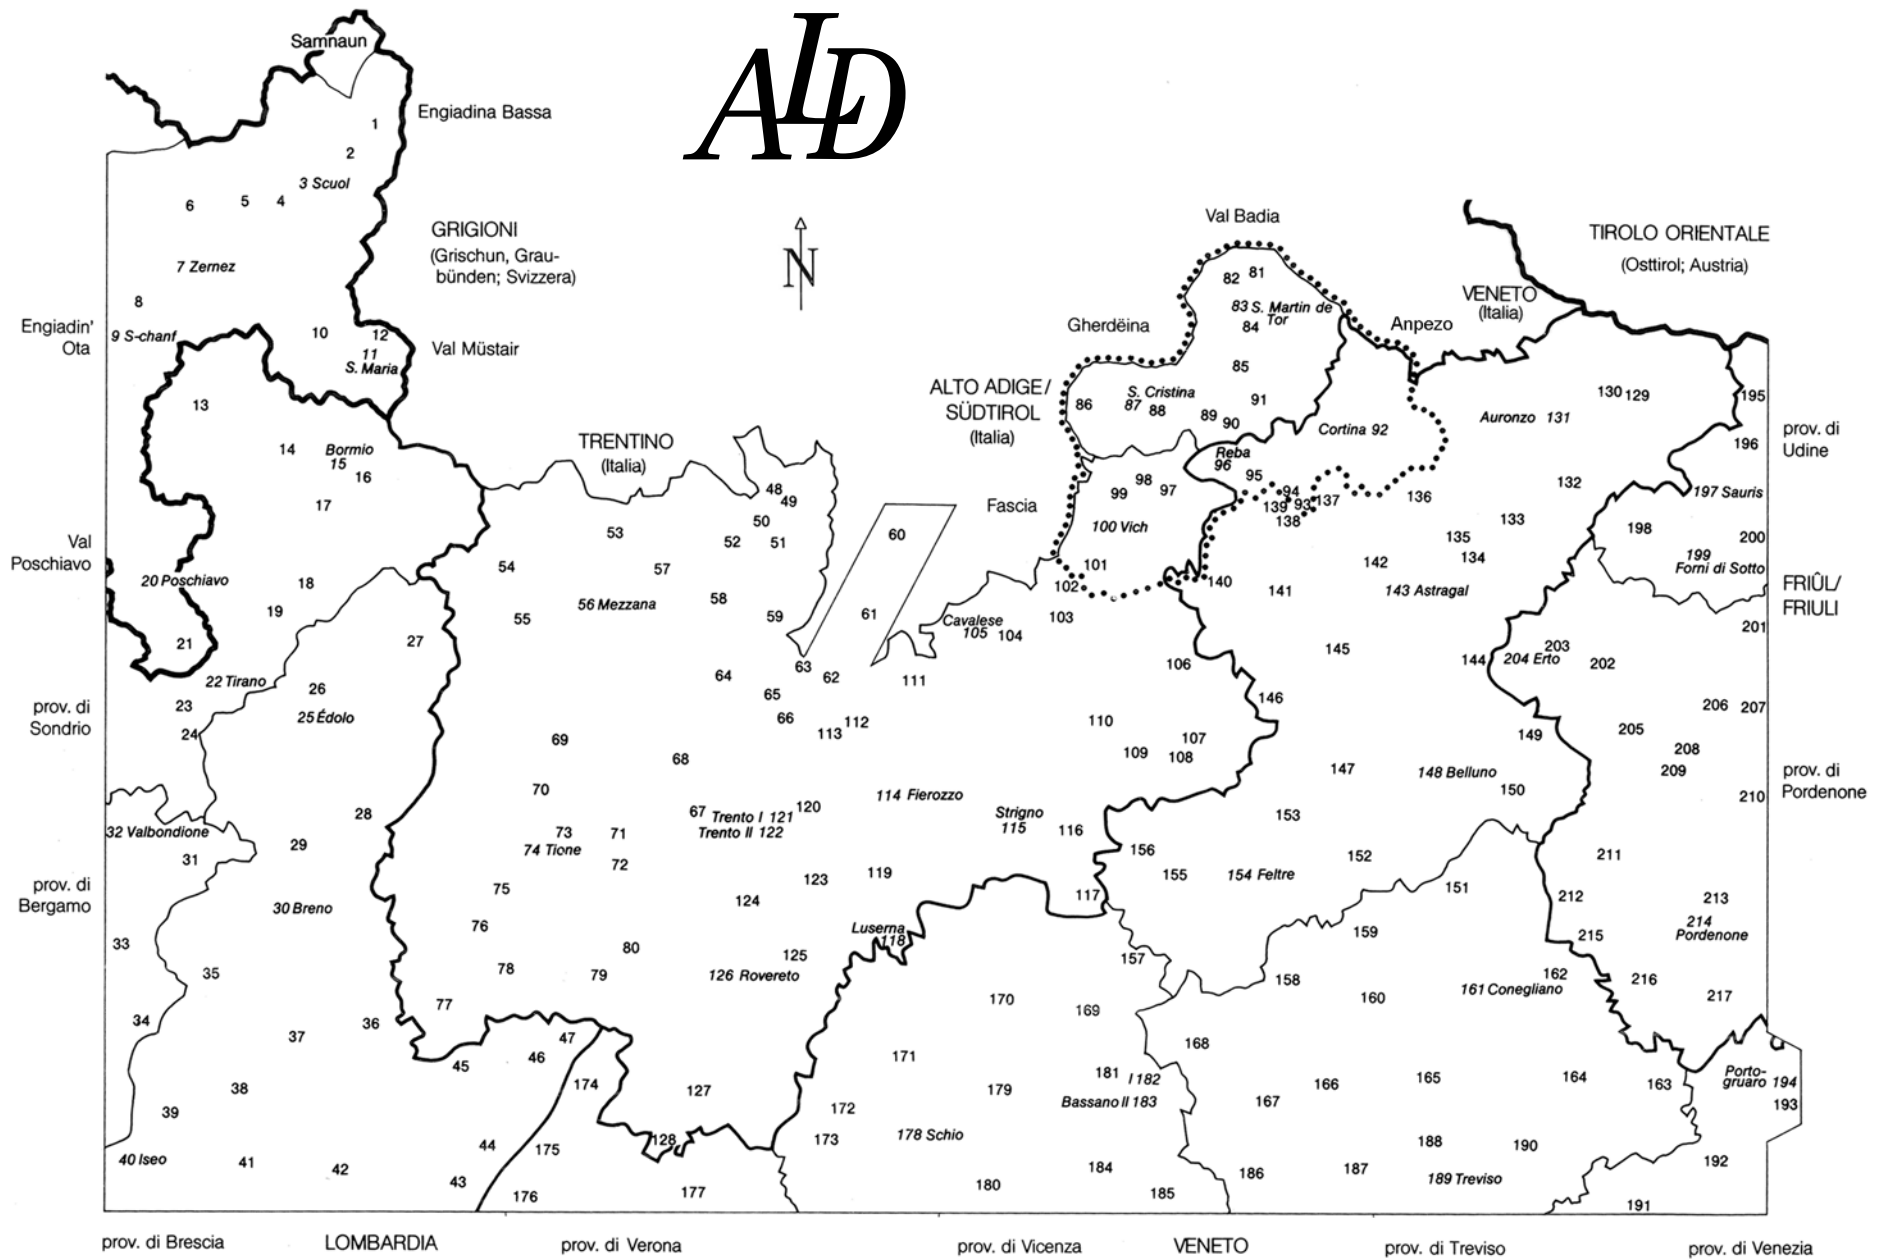 ALD
Samnaun
Engiadina Bassa
1
2
3 Scuol
6 5 4
Val Badia
GRIGIONI
(Grischun, Grau-
bünden; Svizzera)
N
TIROLO ORIENTALE
(Osttirol; Austria)
7 Zernez
82 81
8
VENETO
(Italia)
83 S. Martin de
Tor
84
Engiadin'
Ota
9 S-chanf
10
12
11
S. Maria
Val Müstair
Gherdëina
Anpezo
85
ALTO ADIGE/
SÜDTIROL
(Italia)
S. Cristina
86 87 88
91
89 90
130 129
195
13
Auronzo 131
Cortina 92
prov. di
Udine
196
14
Bormio
15
16
TRENTINO
(Italia)
Reba
96
95
98
99 97
48
49
94
139 93 137
138
136
132
197 Sauris
17
Fascia
50
53
52 51
60
100 Vich
133
198
135
134
200
199
Forni di Sotto
Val
Poschiavo
54
57
101
102
142
20 Poschiavo
18
140
141
143 Astragal
FRIÛL/
FRIULI
56 Mezzana
58
19
55
59
61
103
Cavalese
105 104
201
21
27
145
144
204 Erto
203
202
106
63
62
64
111
22 Tirano
26
65
146
prov. di
Sondrio
23
25 Édolo
24
66
112
113
110
206 207
205
149
69
107
109 108
208
209
68
147
148 Belluno
prov. di
Pordenone
70
114 Fierozzo
150
210
28
67 Trento I 121
Trento II 122
120
Strigno
115
116
153
32 Valbondione
73 71
74 Tione
72
29
31
156
152
211
155
154 Feltre
prov. di
Bergamo
75
123
119
124
117
151
212
213
30 Breno
76
Luserna
118
159
214
Pordenone
215
33
80
125
157
35
78
79
126 Rovereto
158
162
161 Conegliano
216
217
77
170
169
160
34
36
37
47
46
45
168
171
174
127
179
181 I 182
Bassano II 183
166
165
164
163
Porto-
gruaro 194
193
38
39
172
173
178 Schio
167
44
175
128
188
190
40 Iseo
41
42
43
184
186
187
189 Treviso
192
176
177
180
185
191
prov. di Brescia
LOMBARDIA
prov. di Verona
prov. di Vicenza
VENETO
prov. di Treviso
prov. di Venezia